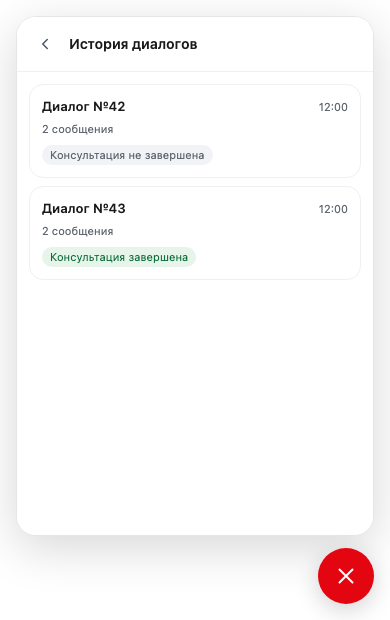 История диалогов
Диалог №42
12:00
2 сообщения
Консультация не завершена
Диалог №43
12:00
2 сообщения
Консультация завершена